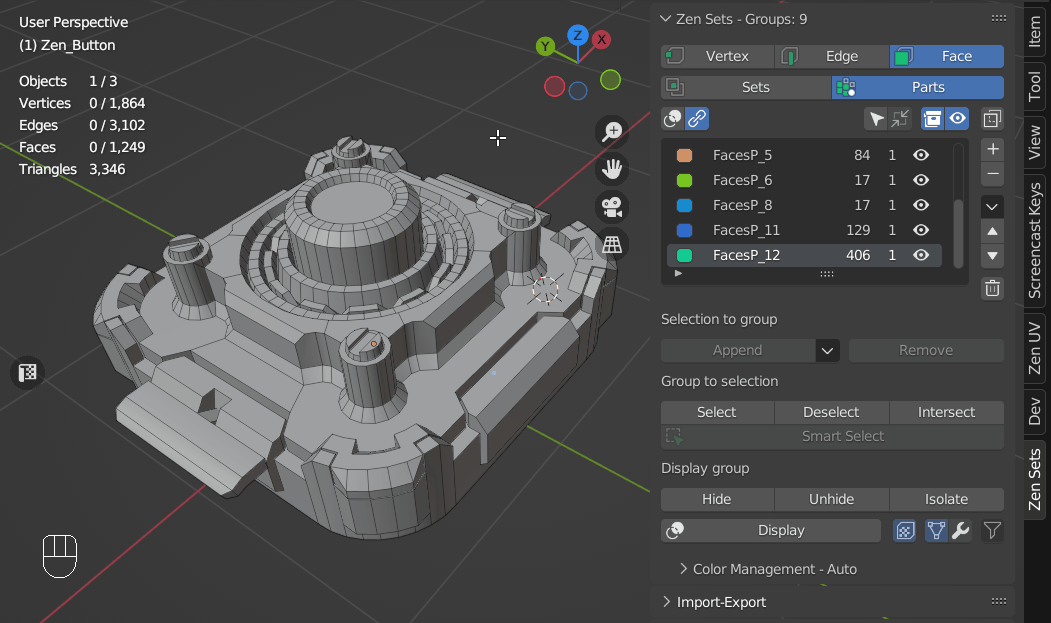 User Perspective
(1) Zen_Button
Objects 1 / 3
Vertices 0 / 1,864
Edges 0 / 3,102
Faces 0 / 1,249
Triangles 3,346
Z
Y
X
Zen Sets - Groups: 9
Vertex Edge Face
Sets Parts
FacesP_5 84 1
FacesP_6 17 1
FacesP_8 17 1
FacesP_11 129 1
FacesP_12 406 1
Selection to group
Append Remove
Group to selection
Select Deselect Intersect
Smart Select
Display group
Hide Unhide Isolate
Display
Color Management - Auto
Import-Export
Item
Tool
View
Screencast Keys
Zen UV
Dev
Zen Sets